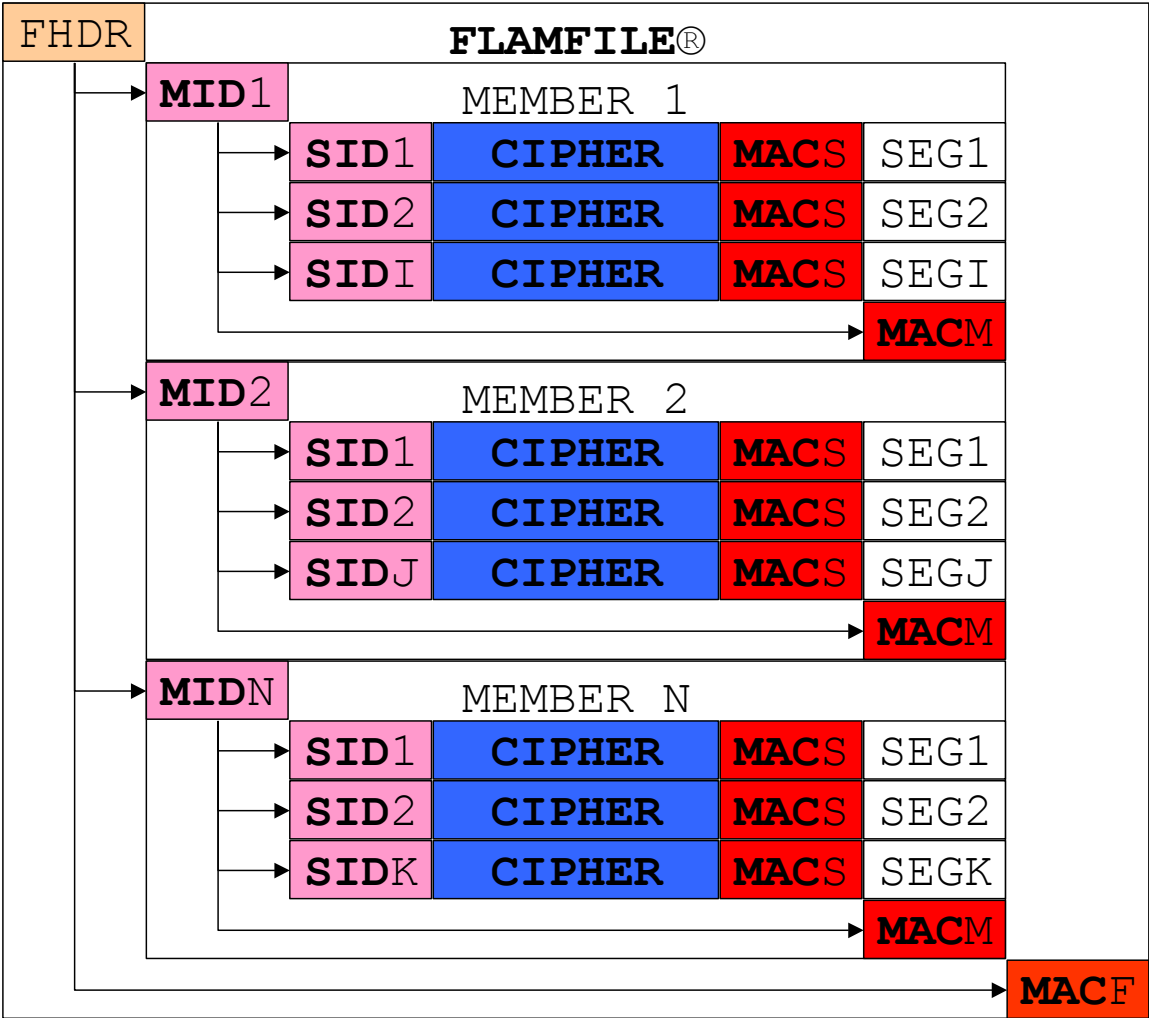 FHDR FLAMFILE®
MID1 MEMBER 1
SID1 CIPHER MACS SEG1
SID2 CIPHER MACS SEG2
SIDI CIPHER MACS SEGI
MACM
MID2 MEMBER 2
SID1 CIPHER MACS SEG1
SID2 CIPHER MACS SEG2
SIDJ CIPHER MACS SEGJ
MACM
MIDN MEMBER N
SID1 CIPHER MACS SEG1
SID2 CIPHER MACS SEG2
SIDK CIPHER MACS SEGK
MACM
MACF